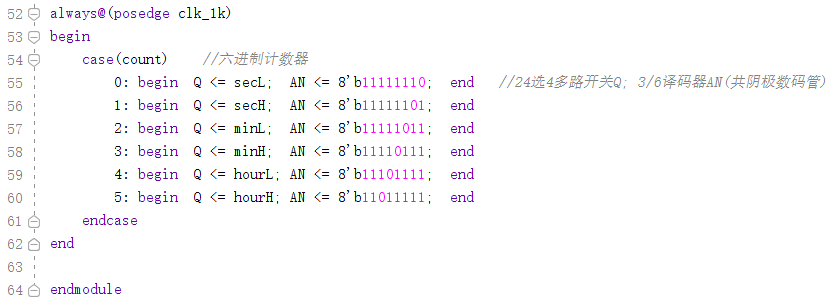 52 always@(posedge clk_1k)
53 begin
54     case(count)    //六进制计数器
55         0: begin  Q <= secL;  AN <= 8'b11111110;  end   //24选4多路开关Q; 3/6译码器AN(共阴极数码管)
56         1: begin  Q <= secH;  AN <= 8'b11111101;  end
57         2: begin  Q <= minL;  AN <= 8'b11111011;  end
58         3: begin  Q <= minH;  AN <= 8'b11110111;  end
59         4: begin  Q <= hourL; AN <= 8'b11101111;  end
60         5: begin  Q <= hourH; AN <= 8'b11011111;  end
61     endcase
62 end
63
64 endmodule